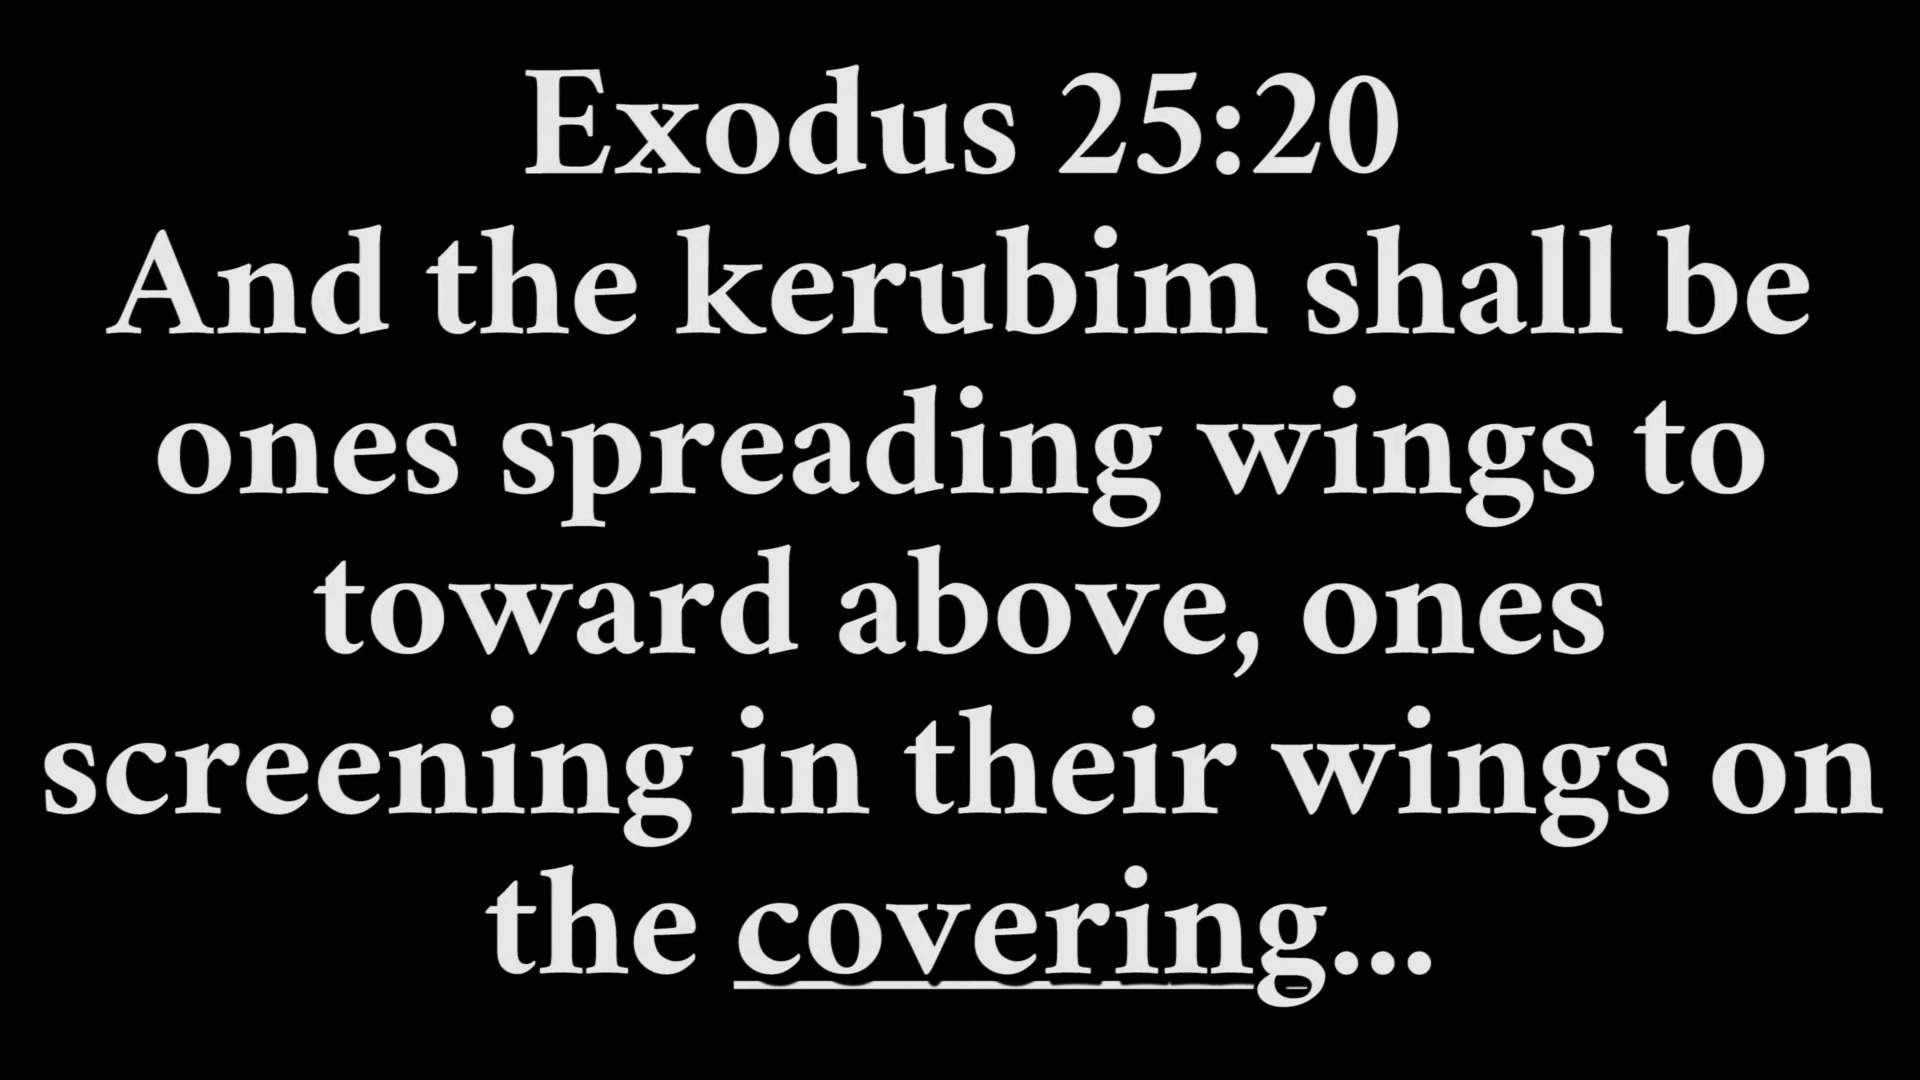 Exodus 25:20
And the kerubim shall be
ones spreading wings to
toward above, ones
screening in their wings on
the covering...